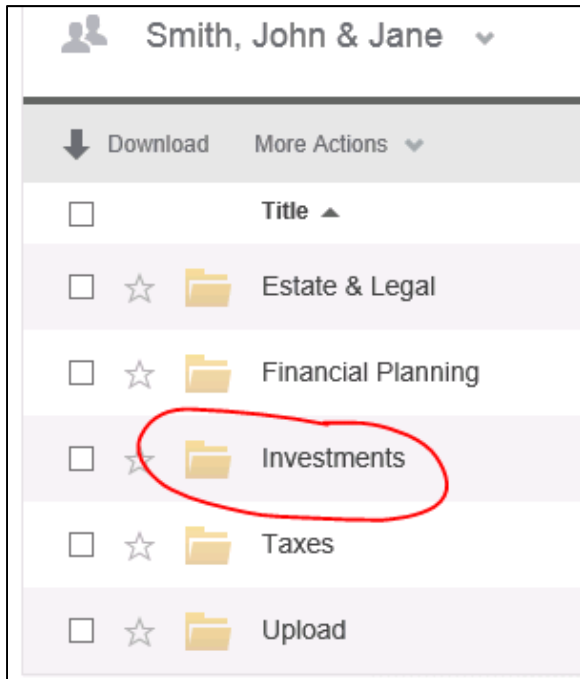 Smith, John & Jane
Download More Actions
Title
Estate & Legal
Financial Planning
Investments
Taxes
Upload